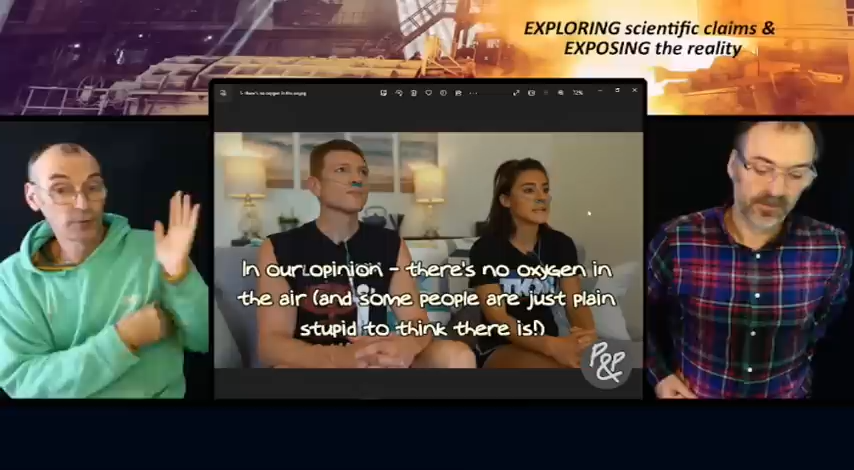 EXPLORING scientific claims &
EXPOSING the reality
72%
In our opinion - there's no oxygen in
the air (and some people are just plain
stupid to think there is!)
P&P